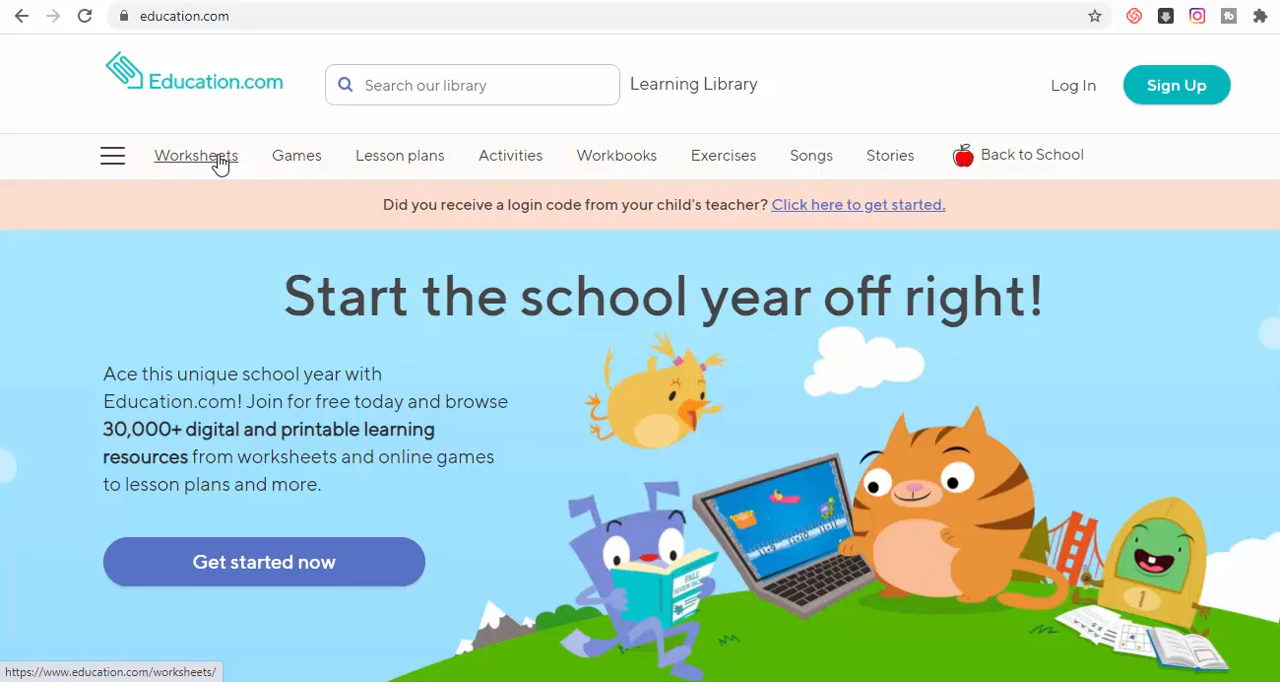 education.com
Education.com
Search our library
Learning Library
Log In
Sign Up
Worksheets
Games
Lesson plans
Activities
Workbooks
Exercises
Songs
Stories
Back to School
Did you receive a login code from your child's teacher? Click here to get started.
Start the school year off right!
Ace this unique school year with
Education.com! Join for free today and browse
30,000+ digital and printable learning
resources from worksheets and online games
to lesson plans and more.
Get started now
FALL
1
https://www.education.com/worksheets/